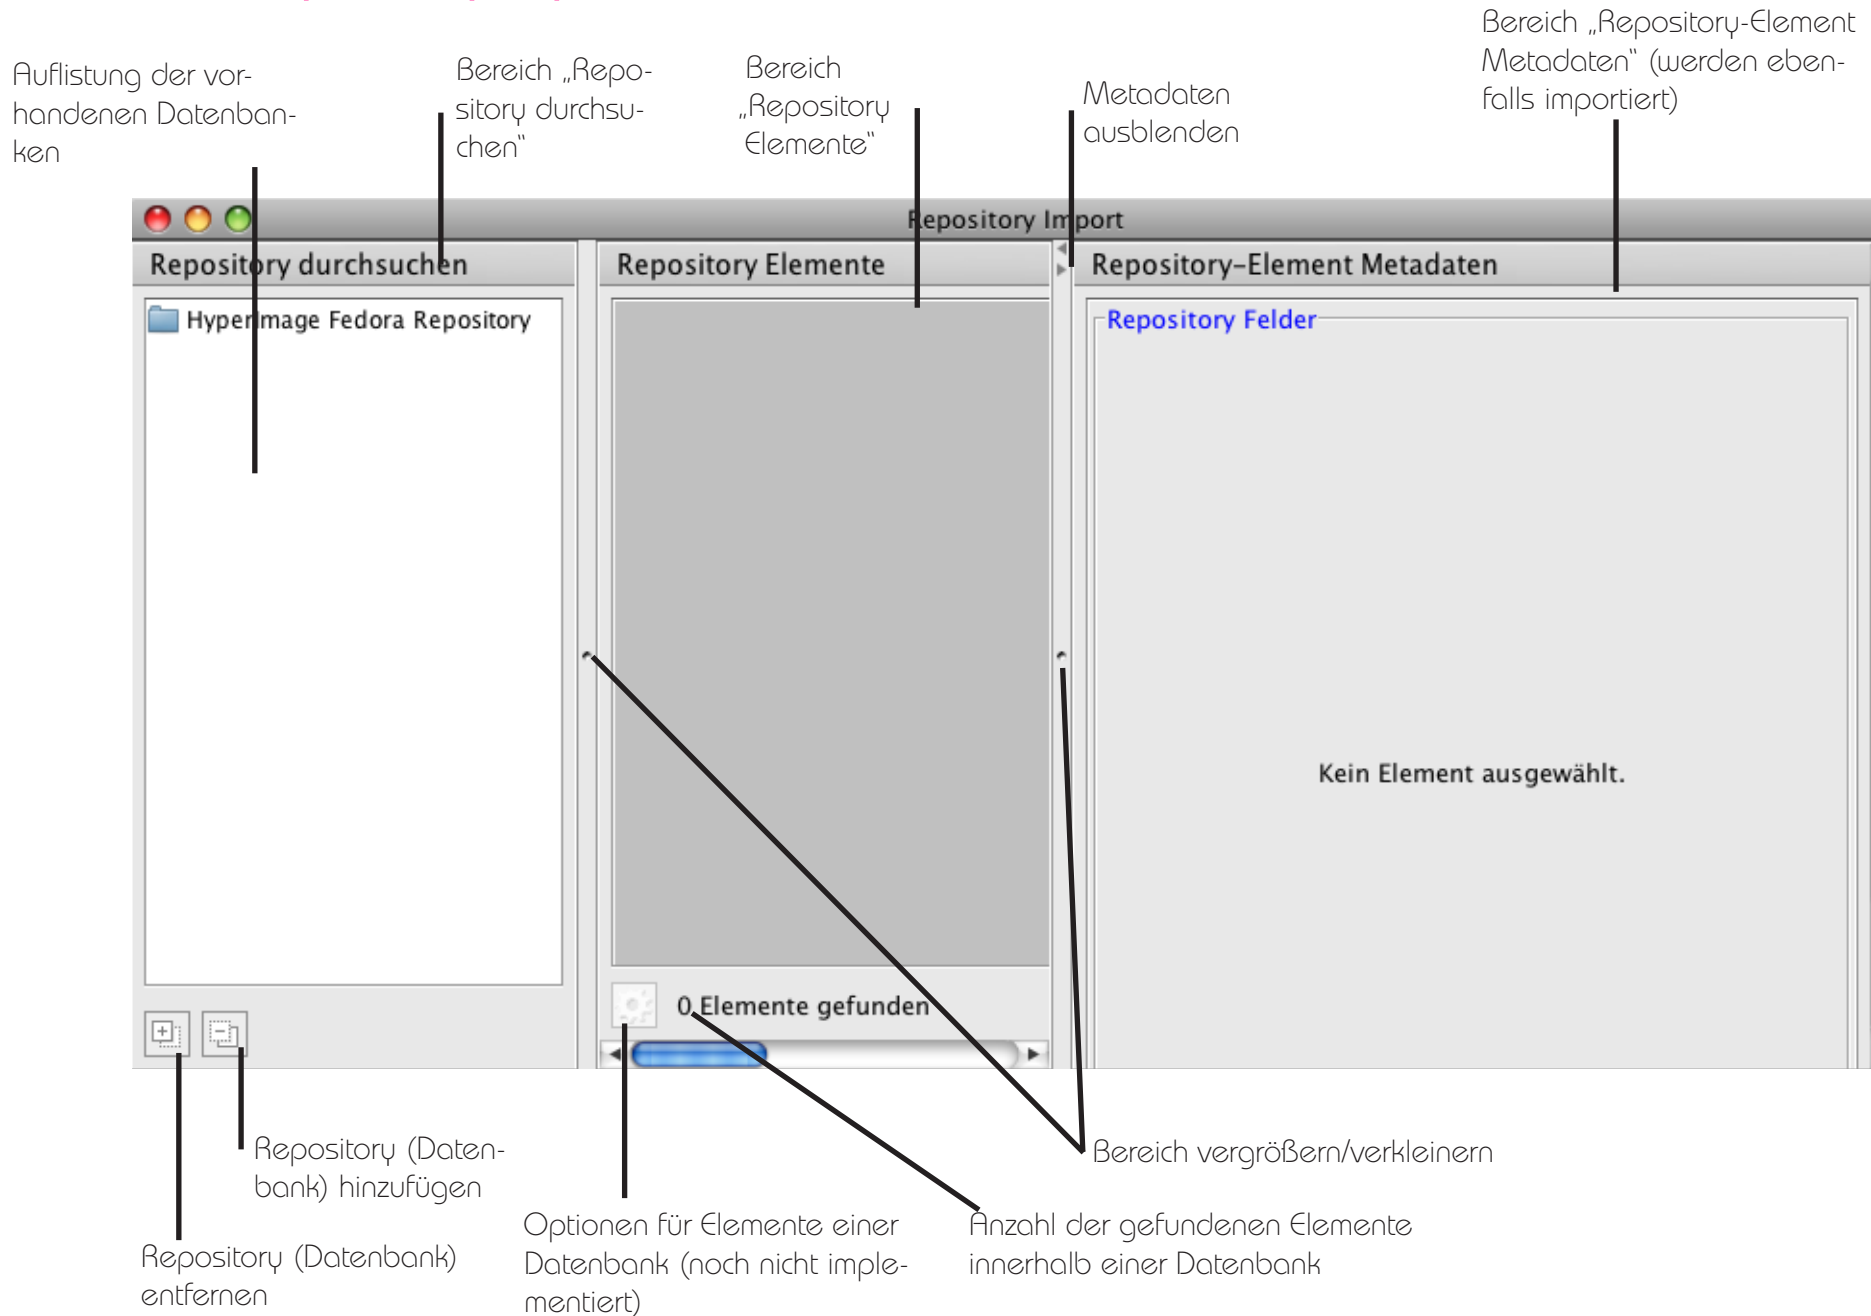 Bereich „Repository-Element
Metadaten“ (werden eben-
falls importiert)
Auflistung der vor-
handenen Datenban-
ken
Bereich „Repo-
sitory durchsu-
chen“
Bereich
„Repository
Elemente“
Metadaten
ausblenden
Repository Import
Repository durchsuchen
Repository Elemente
Repository-Element Metadaten
HyperImage Fedora Repository
Repository Felder
Kein Element ausgewählt.
0 Elemente gefunden
Repository (Daten-
bank) hinzufügen
Bereich vergrößern/verkleinern
Repository (Datenbank)
entfernen
Optionen für Elemente einer
Datenbank (noch nicht imple-
mentiert)
Anzahl der gefundenen Elemente
innerhalb einer Datenbank